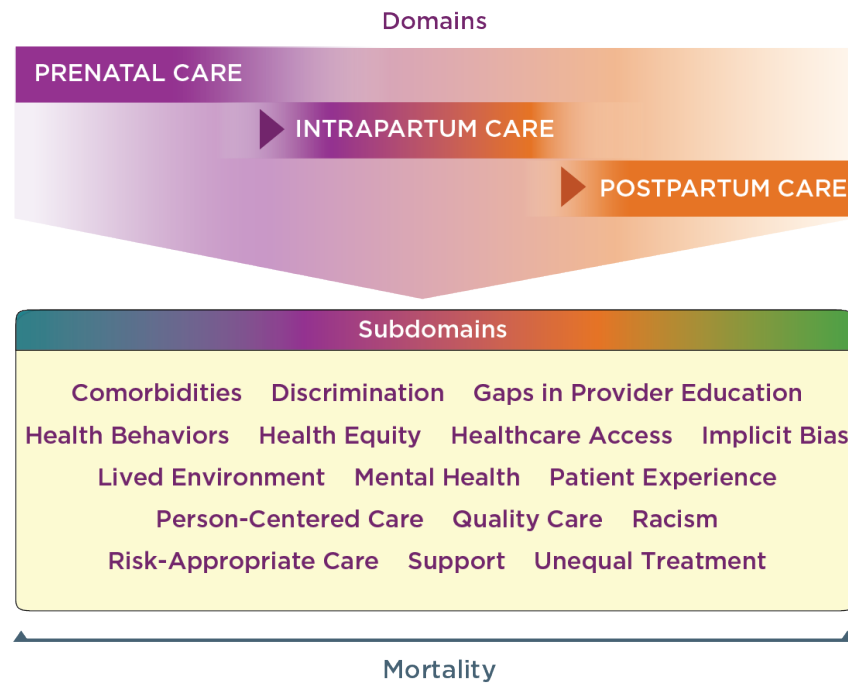 Domains
PRENATAL CARE
INTRAPARTUM CARE
POSTPARTUM CARE
Subdomains
Comorbidities Discrimination Gaps in Provider Education
Health Behaviors Health Equity Healthcare Access Implicit Bias
Lived Environment Mental Health Patient Experience
Person-Centered Care Quality Care Racism
Risk-Appropriate Care Support Unequal Treatment
Mortality